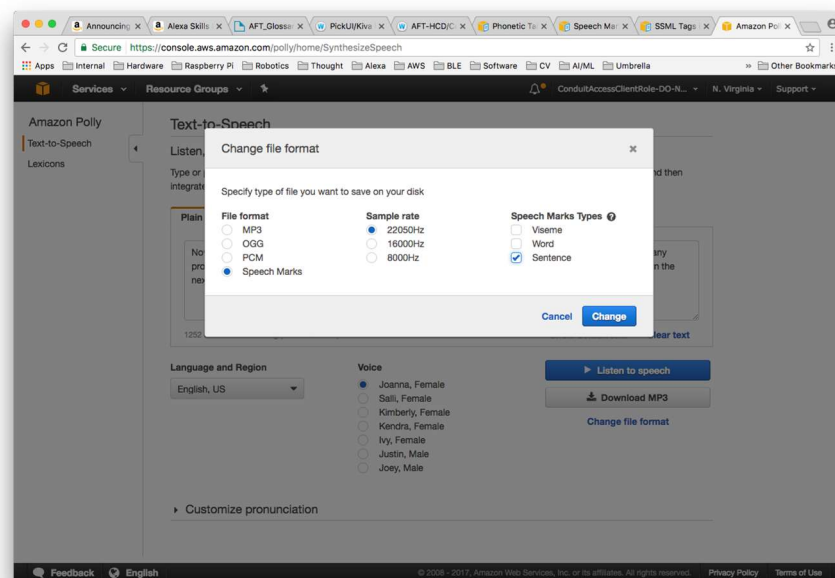 Announcing
Alexa Skills
AFT_Glossar
PickUI/Kiva
AFT-HCD/C
Phonetic Ta
Speech Mar
SSML Tags
Amazon Pol
Secure https://console.aws.amazon.com/polly/home/SynthesizeSpeech
Apps Internal Hardware Raspberry Pi Robotics Thought Alexa AWS BLE Software CV AI/ML Umbrella » Other Bookmarks
Services Resource Groups ConduitAccessClientRole-DO-N... N. Virginia Support
Amazon Polly
Text-to-Speech
Lexicons
Text-to-Speech
Listen,
Type or nd then
integrate
Plain
No any
pro n the
nex
1252
Clear text
Change file format
Specify type of file you want to save on your disk
File format
MP3
OGG
PCM
Speech Marks
Sample rate
22050Hz
16000Hz
8000Hz
Speech Marks Types
Viseme
Word
Sentence
Cancel Change
Language and Region
English, US
Voice
Joanna, Female
Salli, Female
Kimberly, Female
Kendra, Female
Ivy, Female
Justin, Male
Joey, Male
Listen to speech
Download MP3
Change file format
Customize pronunciation
Feedback English © 2008 - 2017, Amazon Web Services, Inc. or its affiliates. All rights reserved. Privacy Policy Terms of Use